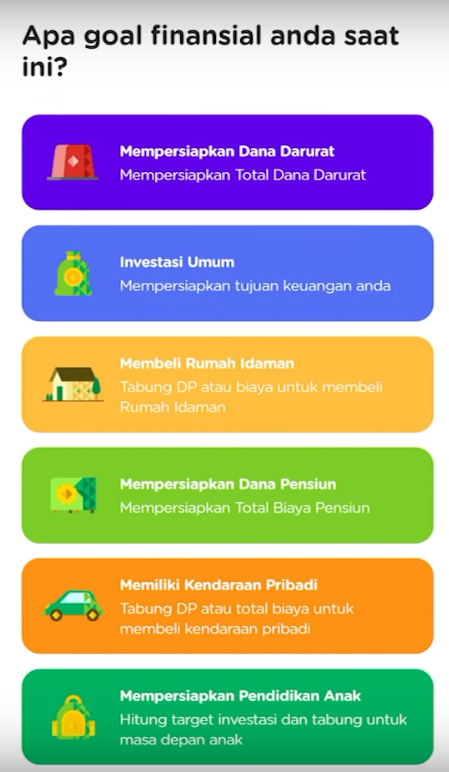 Apa goal finansial anda saat
ini?
Mempersiapkan Dana Darurat
Mempersiapkan Total Dana Darurat
Investasi Umum
Mempersiapkan tujuan keuangan anda
Membeli Rumah Idaman
Tabung DP atau biaya untuk membeli
Rumah Idaman
Mempersiapkan Dana Pensiun
Mempersiapkan Total Biaya Pensiun
Memiliki Kendaraan Pribadi
Tabung DP atau total biaya untuk
membeli kendaraan pribadi
Mempersiapkan Pendidikan Anak
Hitung target investasi dan tabung untuk
masa depan anak